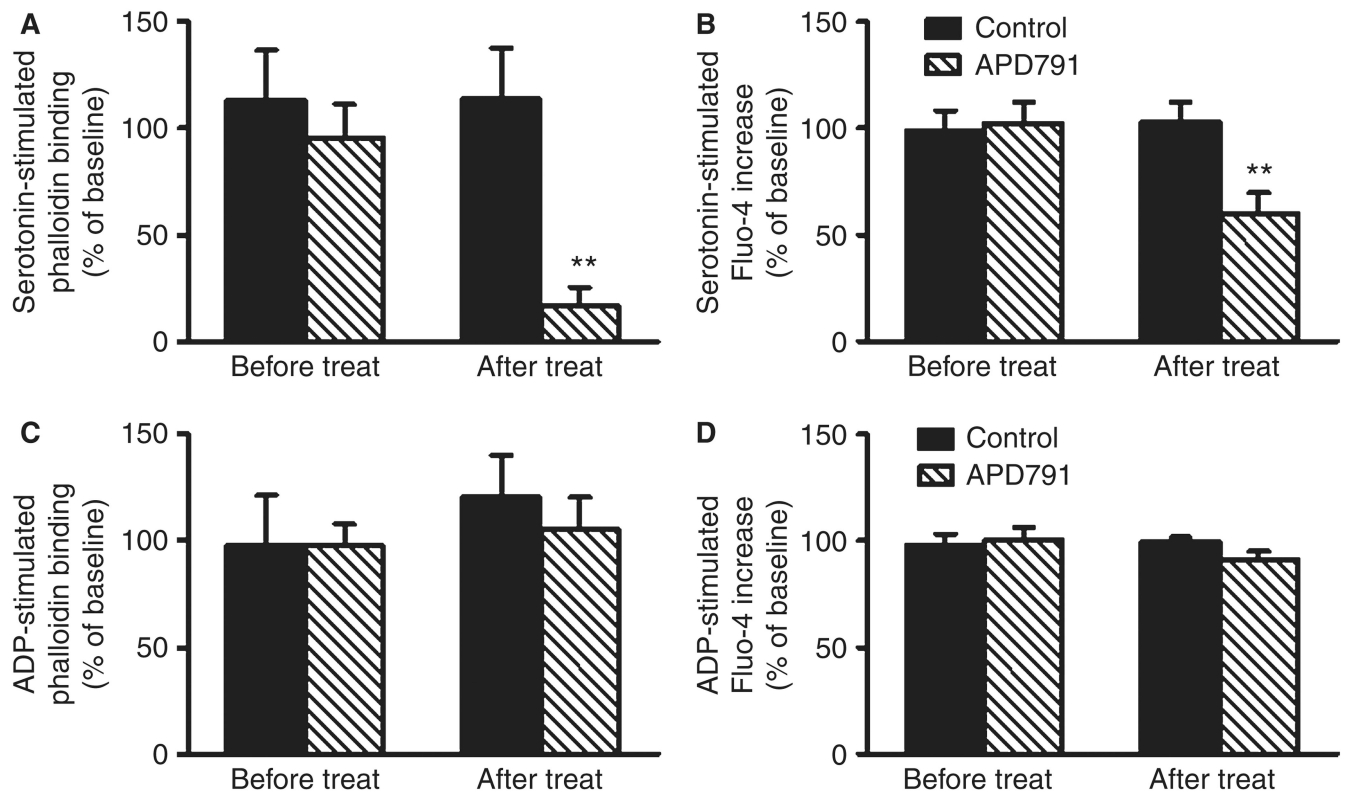 A
Serotonin-stimulated
phalloidin binding
(% of baseline)
150
100
50
0
**
Before treat
After treat
B
Serotonin-stimulated
Fluo-4 increase
(% of baseline)
150
100
50
0
Control
APD791
**
Before treat
After treat
C
ADP-stimulated
phalloidin binding
(% of baseline)
150
100
50
0
Before treat
After treat
D
ADP-stimulated
Fluo-4 increase
(% of baseline)
150
100
50
0
Control
APD791
Before treat
After treat